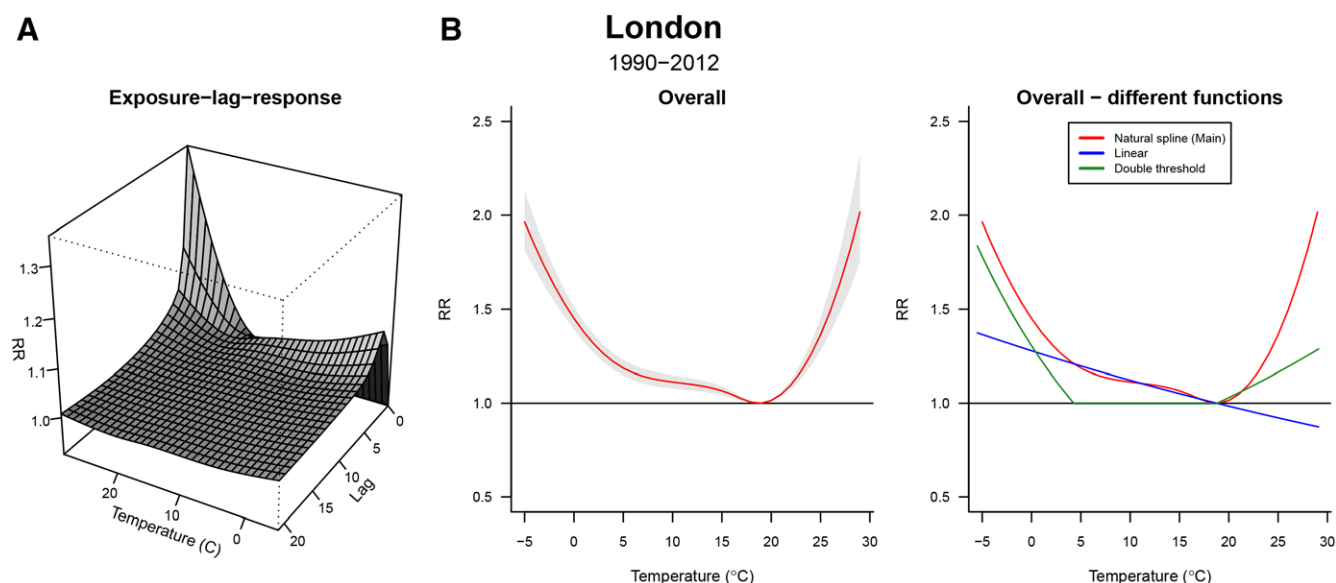 A
Exposure−lag−response
RR
1.3
1.2
1.1
1.0
20
10
0
Temperature (C)
0
5
10
15
20
Lag
B
London
1990−2012
Overall
2.5
2.0
1.5
1.0
0.5
RR
−5 0 5 10 15 20 25 30
Temperature (°C)
Overall − different functions
Natural spline (Main)
Linear
Double threshold
2.5
2.0
1.5
1.0
0.5
RR
−5 0 5 10 15 20 25 30
Temperature (°C)